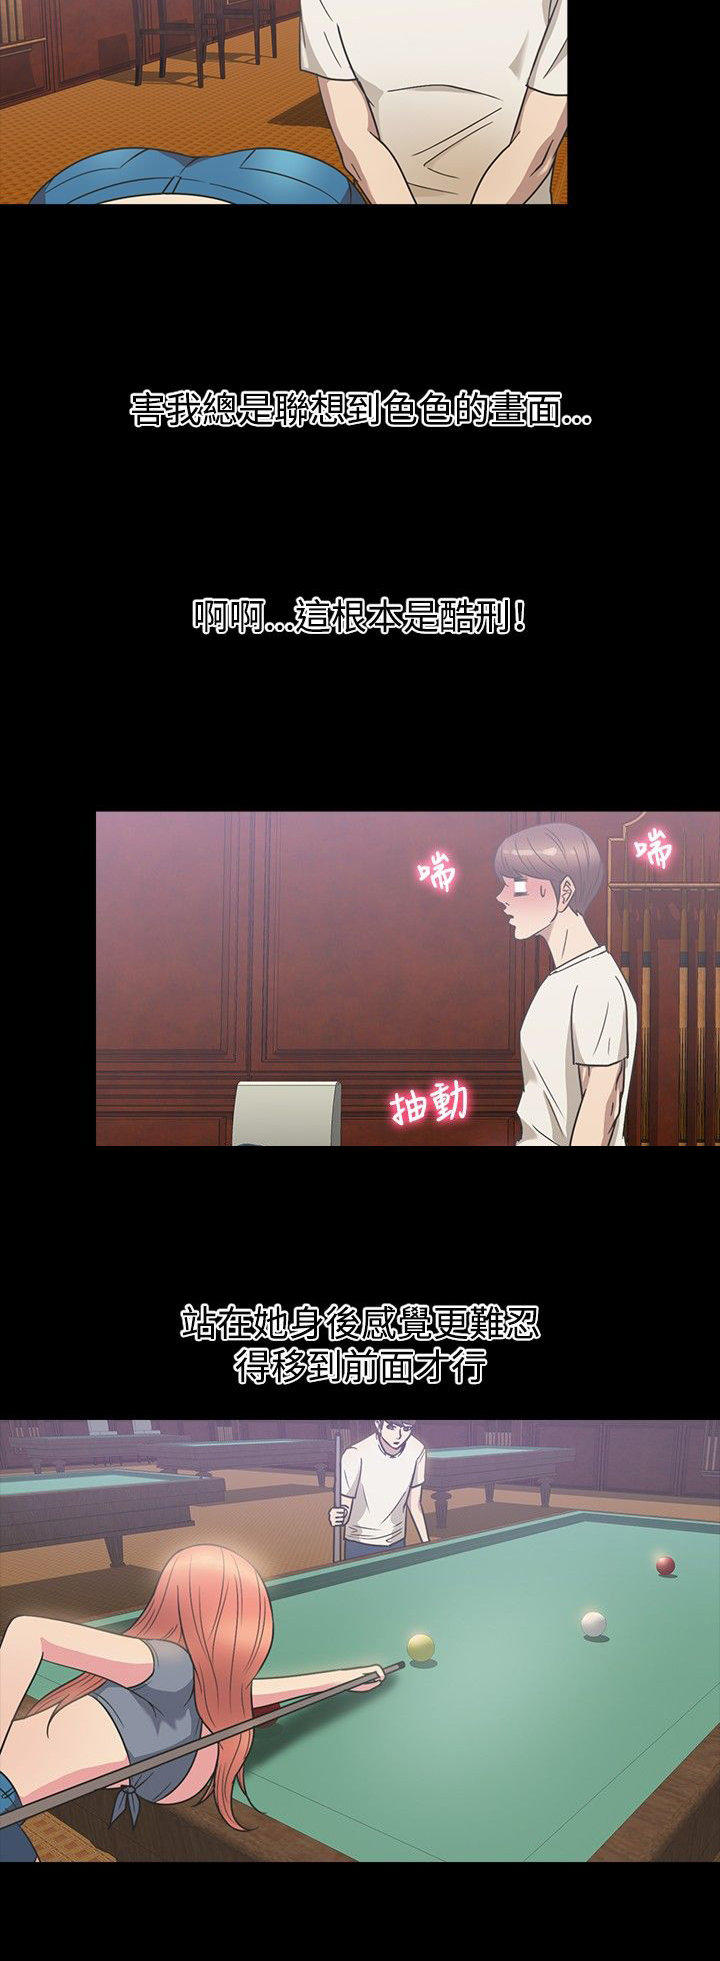 害我總是聯想到色色的畫面...
啊啊...這根本是酷刑!
喘
喘
抽動
站在她身後感覺更難忍
得移到前面才行